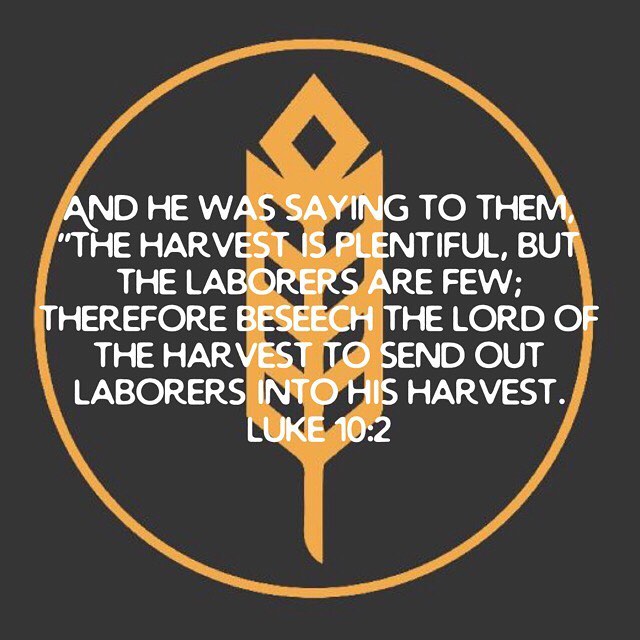 AND HE WAS SAYING TO THEM,
"THE HARVEST IS PLENTIFUL, BUT
THE LABORERS ARE FEW;
THEREFORE BESEECH THE LORD OF
THE HARVEST TO SEND OUT
LABORERS INTO HIS HARVEST.
LUKE 10:2